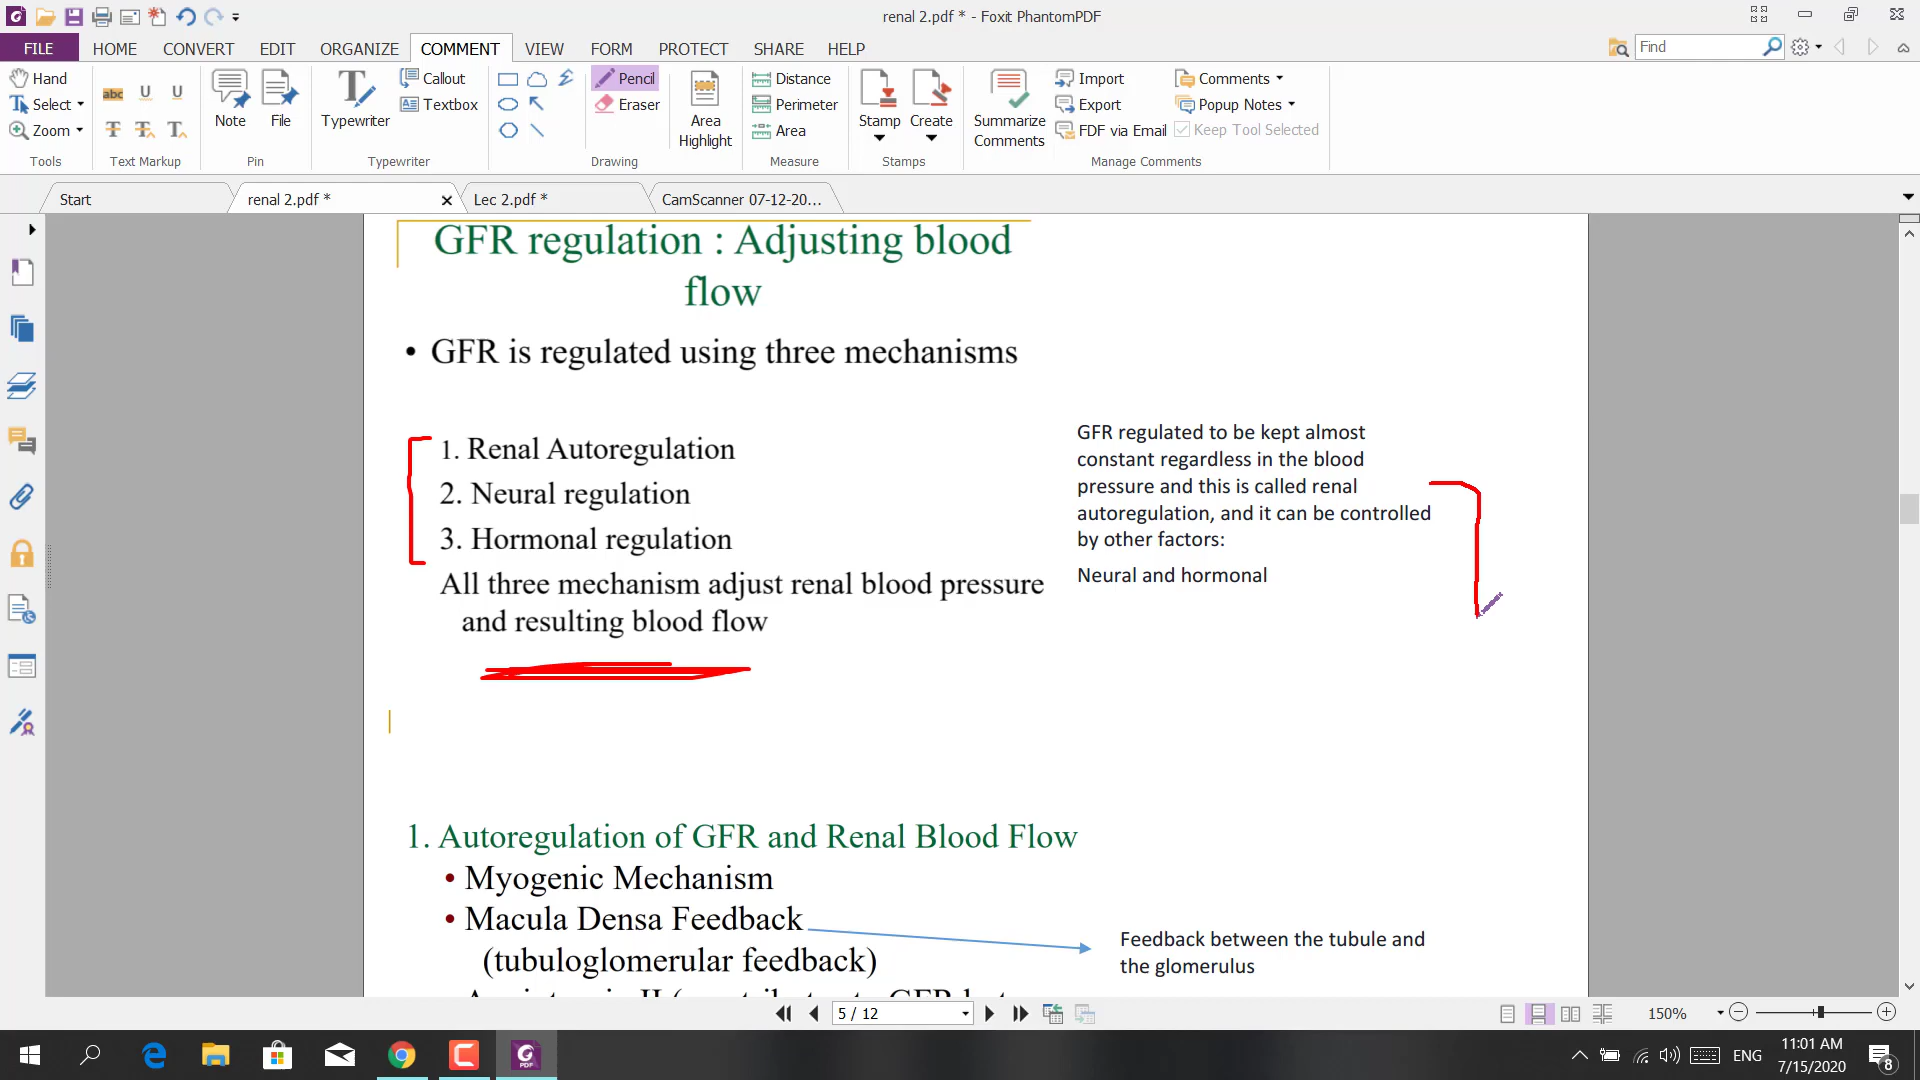 renal 2.pdf * - Foxit PhantomPDF
FILE HOME CONVERT EDIT ORGANIZE COMMENT VIEW FORM PROTECT SHARE HELP
Find
Hand
Select
Zoom
Tools
abc U U
T T T
Text Markup
Note
File
Pin
Typewriter
Callout
Textbox
Typewriter
Pencil
Eraser
Drawing
Area
Highlight
Distance
Perimeter
Area
Measure
Stamp
Create
Stamps
Summarize
Comments
Import
Export
FDF via Email
Comments
Popup Notes
Keep Tool Selected
Manage Comments
Start
renal 2.pdf *
Lec 2.pdf *
CamScanner 07-12-20...
GFR regulation : Adjusting blood
flow
• GFR is regulated using three mechanisms
1. Renal Autoregulation
2. Neural regulation
3. Hormonal regulation
All three mechanism adjust renal blood pressure
and resulting blood flow
GFR regulated to be kept almost
constant regardless in the blood
pressure and this is called renal
autoregulation, and it can be controlled
by other factors:
Neural and hormonal
1. Autoregulation of GFR and Renal Blood Flow
• Myogenic Mechanism
• Macula Densa Feedback
(tubuloglomerular feedback)
Feedback between the tubule and
the glomerulus
5 / 12
150%
PDF
ENG
11:01 AM
7/15/2020
8